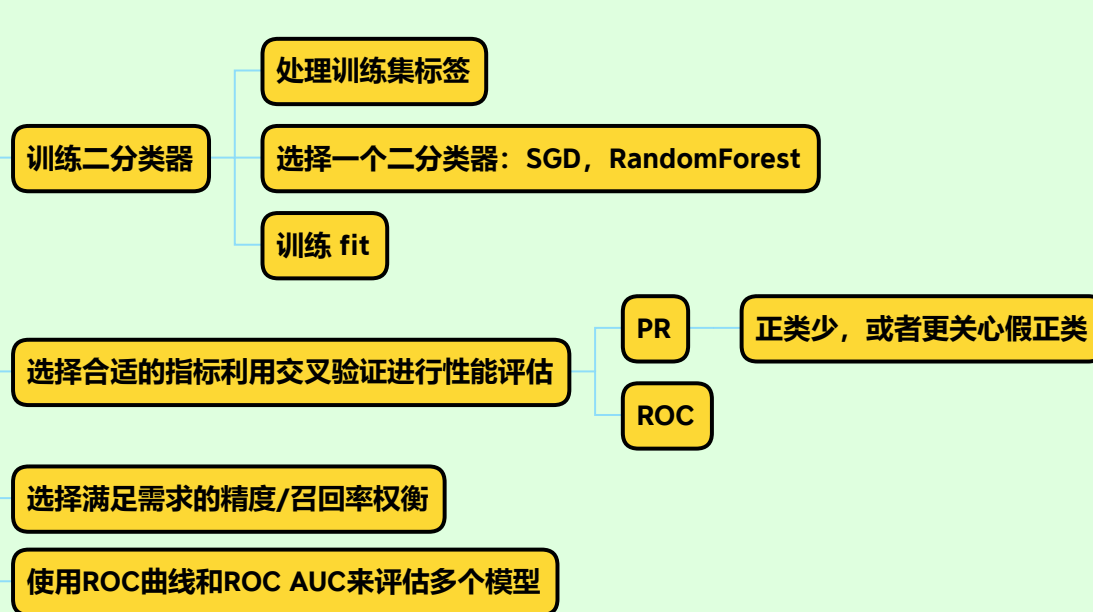 处理训练集标签
训练二分类器
选择一个二分类器：SGD，RandomForest
训练 fit
PR
正类少，或者更关心假正类
选择合适的指标利用交叉验证进行性能评估
ROC
选择满足需求的精度/召回率权衡
使用ROC曲线和ROC AUC来评估多个模型